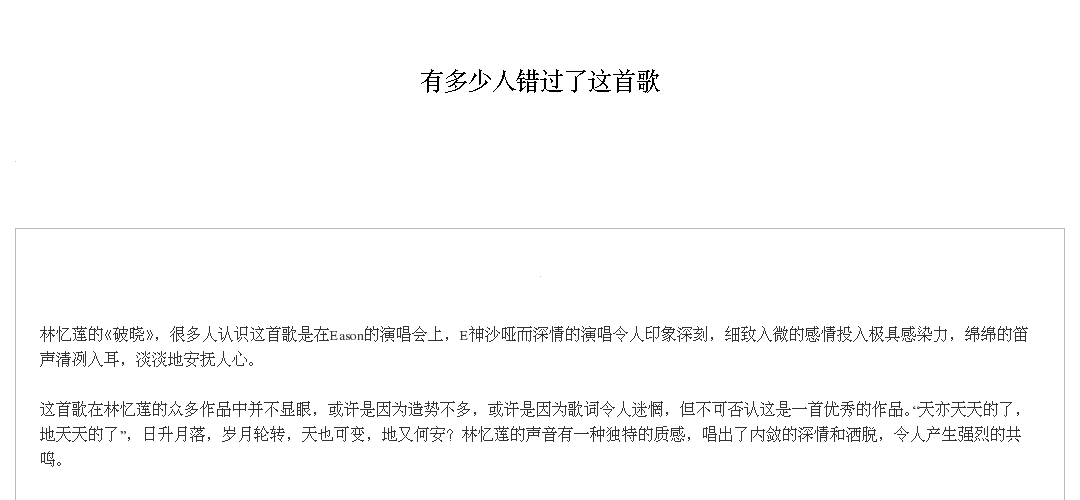 有多少人错过了这首歌
林忆莲的《破晓》，很多人认识这首歌是在Eason的演唱会上，E神沙哑而深情的演唱令人印象深刻，细致入微的感情投入极具感染力，绵绵的笛
声清冽入耳，淡淡地安抚人心。
这首歌在林忆莲的众多作品中并不显眼，或许是因为造势不多，或许是因为歌词令人迷惘，但不可否认这是一首优秀的作品。“天亦天天的了，
地天天的了”，日升月落，岁月轮转，天也可变，地又何安？林忆莲的声音有一种独特的质感，唱出了内敛的深情和洒脱，令人产生强烈的共
鸣。